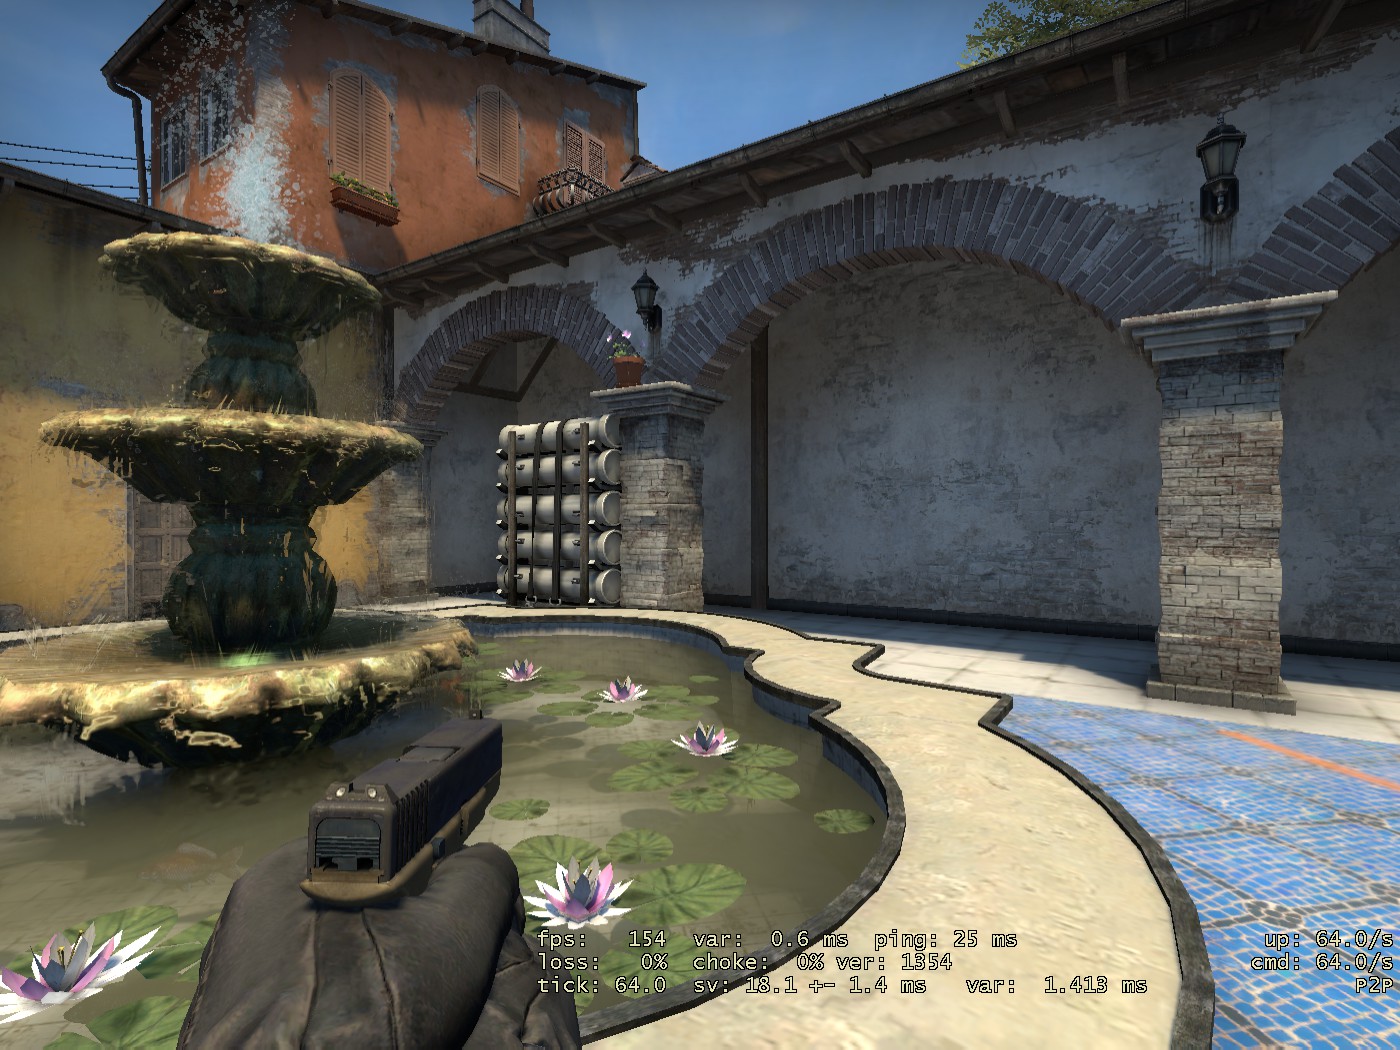 fps: 154 var: 0.6 ms ping: 25 ms
loss: 0% choke: 0% ver: 1354
tick: 64.0 sv: 18.1 +- 1.4 ms var: 1.413 ms
up: 64.0/s
cmd: 64.0/s
P2P